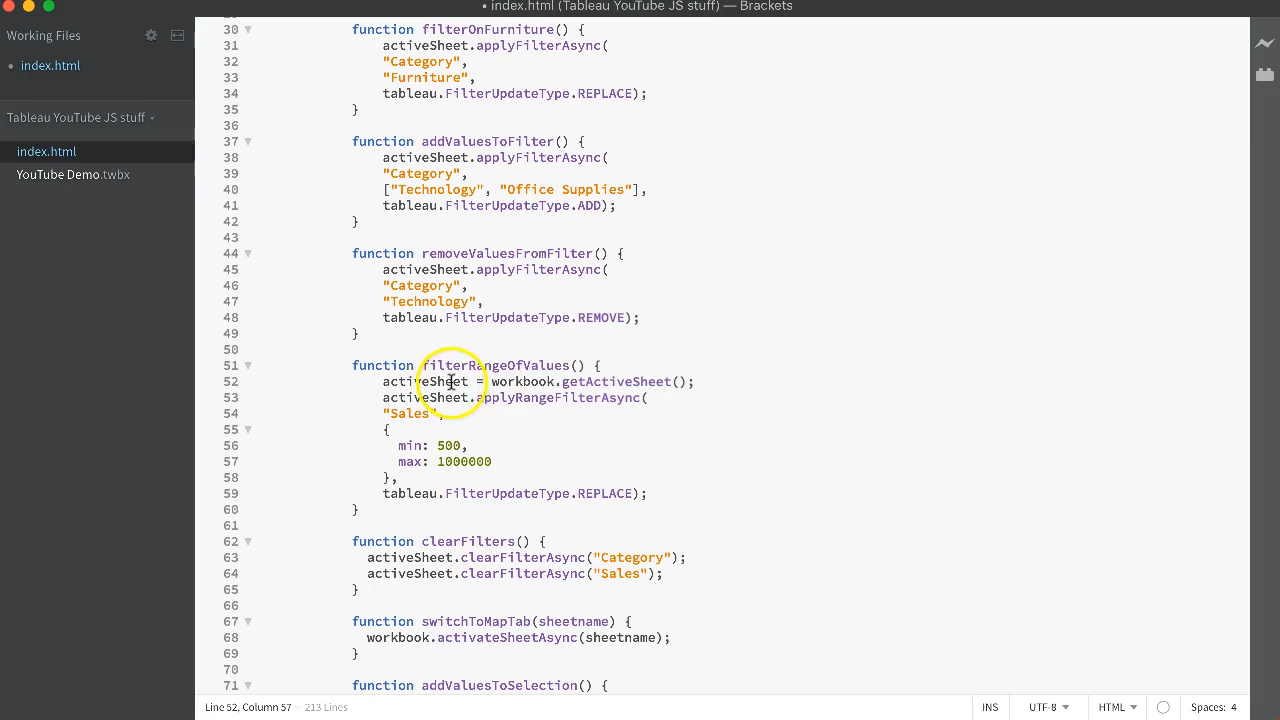 • index.html (Tableau YouTube JS stuff) — Brackets
Working Files
• index.html
Tableau YouTube JS stuff
index.html
YouTube Demo.twbx
30 function filterOnFurniture() {
31 activeSheet.applyFilterAsync(
32 "Category",
33 "Furniture",
34 tableau.FilterUpdateType.REPLACE);
35 }
36
37 function addValuesToFilter() {
38 activeSheet.applyFilterAsync(
39 "Category",
40 ["Technology", "Office Supplies"],
41 tableau.FilterUpdateType.ADD);
42 }
43
44 function removeValuesFromFilter() {
45 activeSheet.applyFilterAsync(
46 "Category",
47 "Technology",
48 tableau.FilterUpdateType.REMOVE);
49 }
50
51 function filterRangeOfValues() {
52 activeSheet = workbook.getActiveSheet();
53 activeSheet.applyRangeFilterAsync(
54 "Sales",
55 {
56 min: 500,
57 max: 1000000
58 },
59 tableau.FilterUpdateType.REPLACE);
60 }
61
62 function clearFilters() {
63 activeSheet.clearFilterAsync("Category");
64 activeSheet.clearFilterAsync("Sales");
65 }
66
67 function switchToMapTab(sheetname) {
68 workbook.activateSheetAsync(sheetname);
69 }
70
71 function addValuesToSelection() {
Line 52, Column 57 — 213 Lines
INS
UTF-8
HTML
Spaces: 4